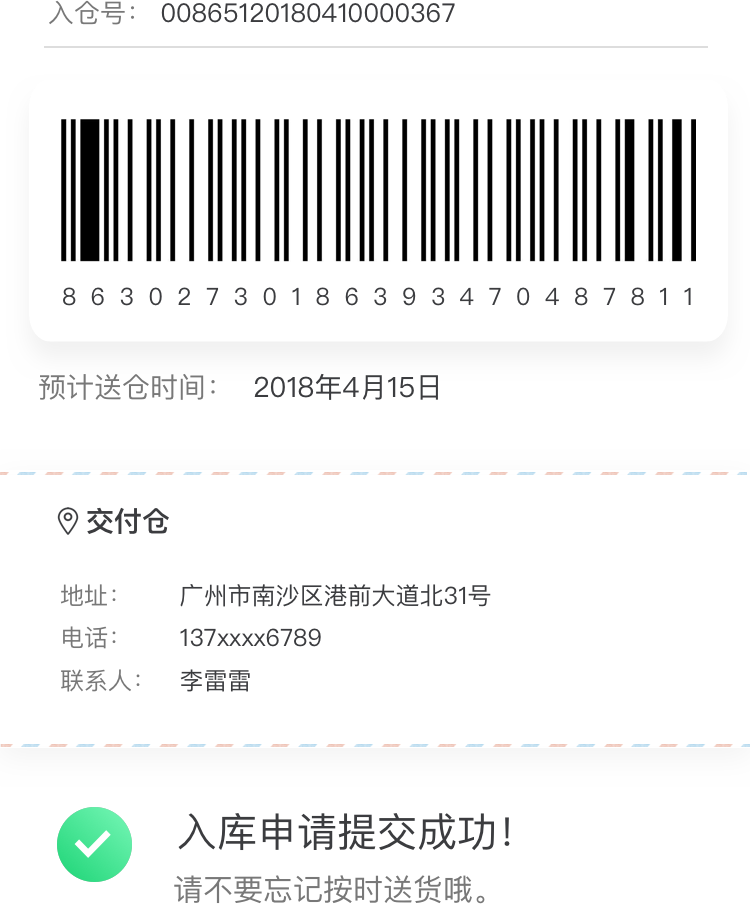 入仓号： 00865120180410000367
8 6 3 0 2 7 3 0 1 8 6 3 9 3 4 7 0 4 8 7 8 1 1
预计送仓时间： 2018年4月15日
交付仓
地址： 广州市南沙区港前大道北31号
电话： 137xxxx6789
联系人： 李雷雷
入库申请提交成功！
请不要忘记按时送货哦。